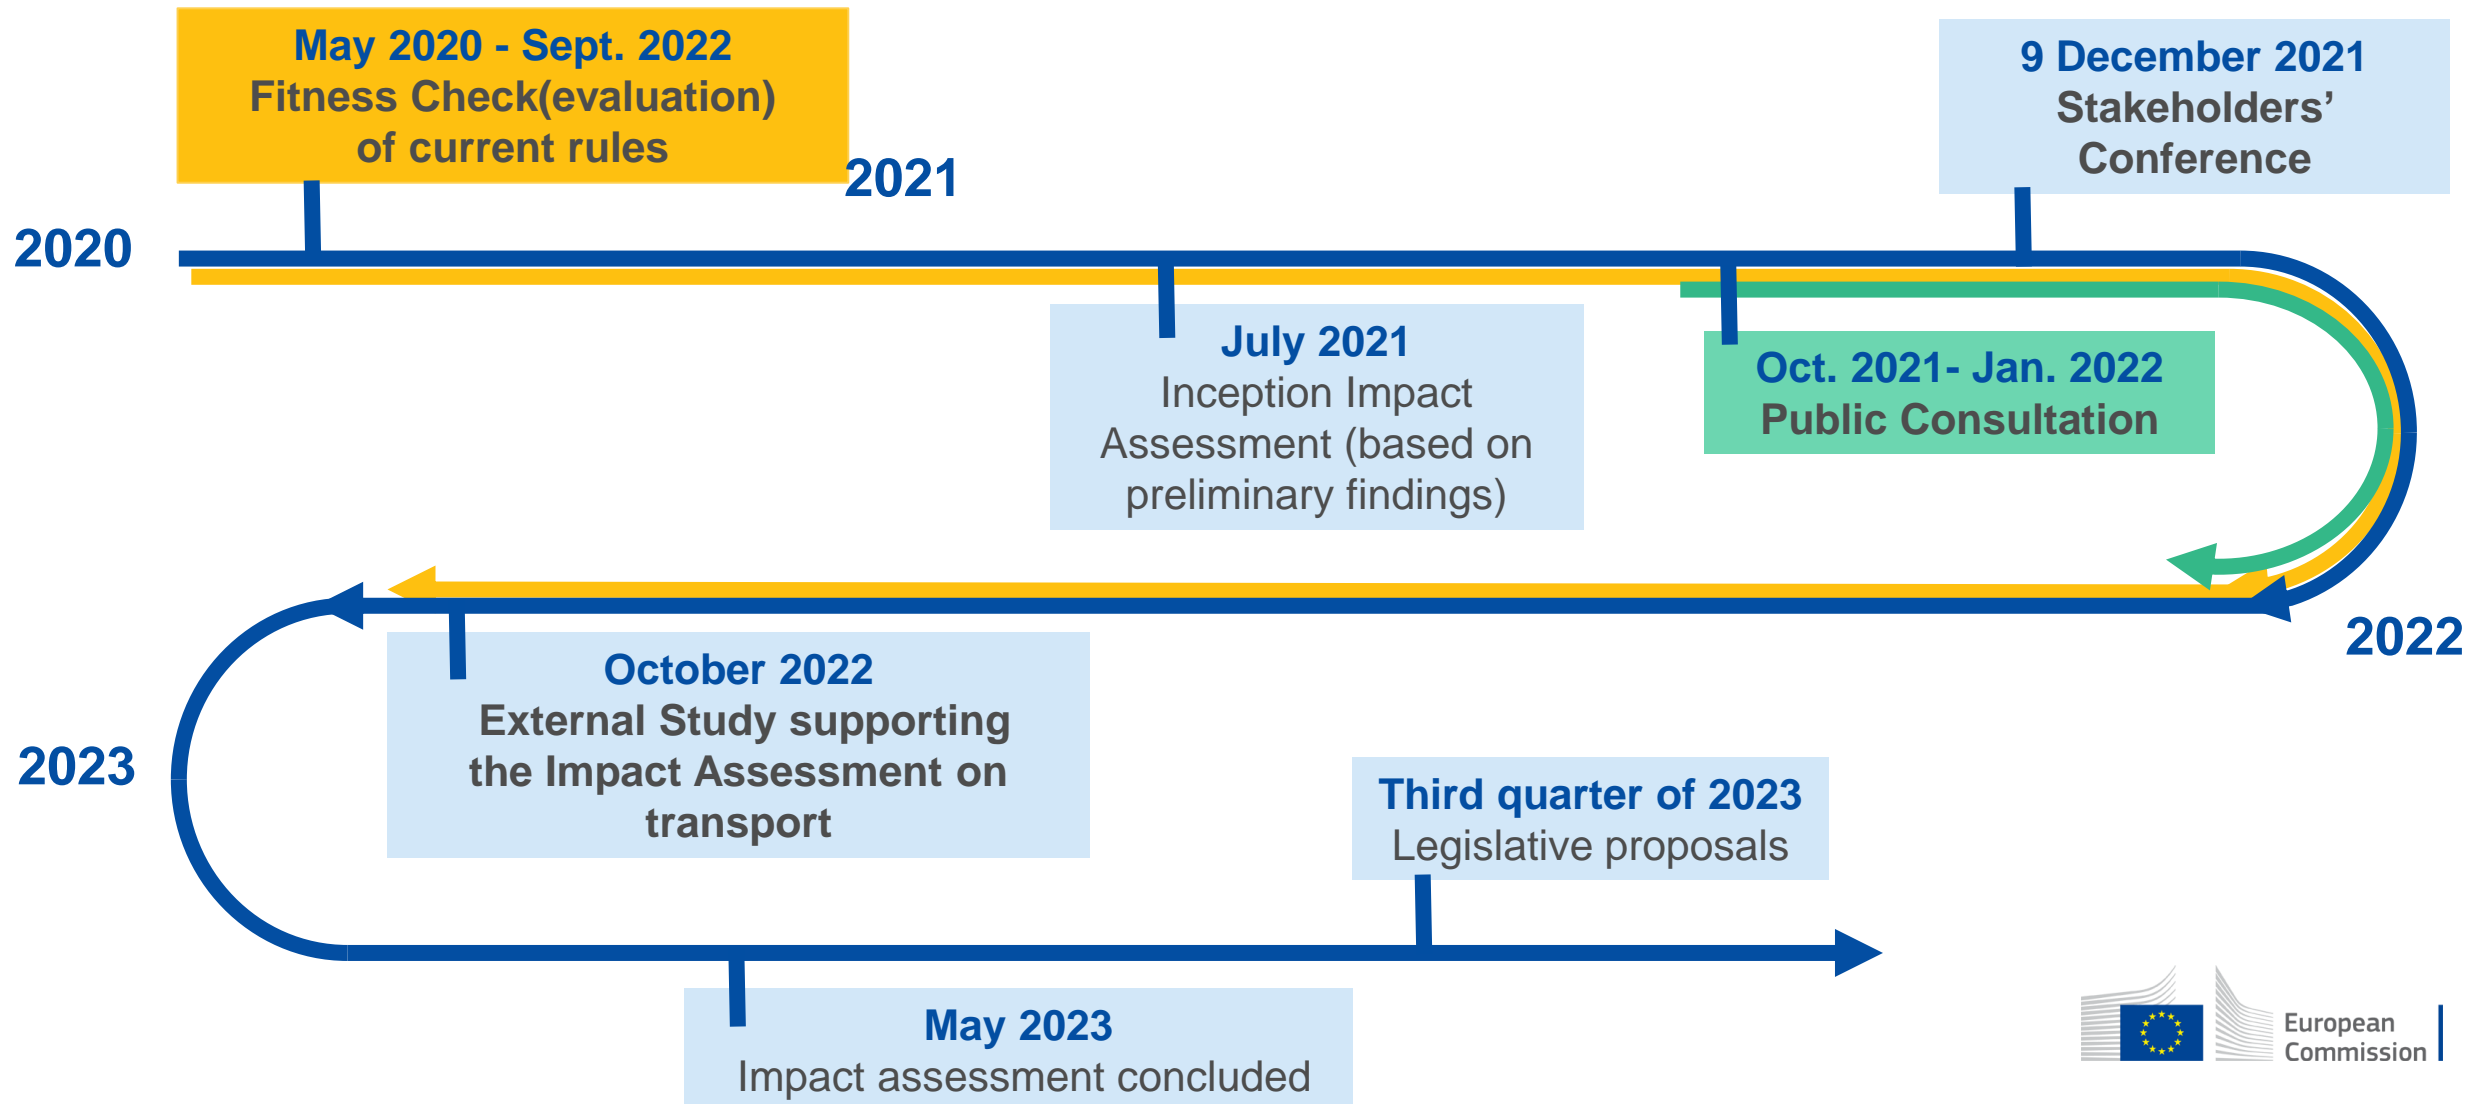 May 2020 - Sept. 2022
Fitness Check(evaluation)
of current rules
2021
9 December 2021
Stakeholders’
Conference
2020
July 2021
Inception Impact
Assessment (based on
preliminary findings)
Oct. 2021- Jan. 2022
Public Consultation
2022
October 2022
External Study supporting
the Impact Assessment on
transport
2023
Third quarter of 2023
Legislative proposals
May 2023
Impact assessment concluded
European
Commission